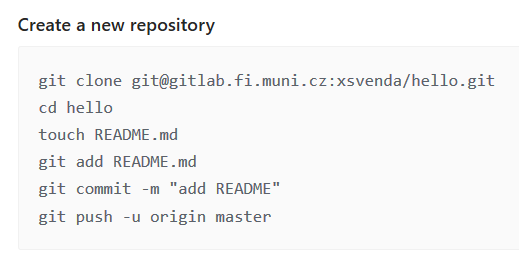 Create a new repository
git clone git@gitlab.fi.muni.cz:xsvenda/hello.git
cd hello
touch README.md
git add README.md
git commit -m "add README"
git push -u origin master